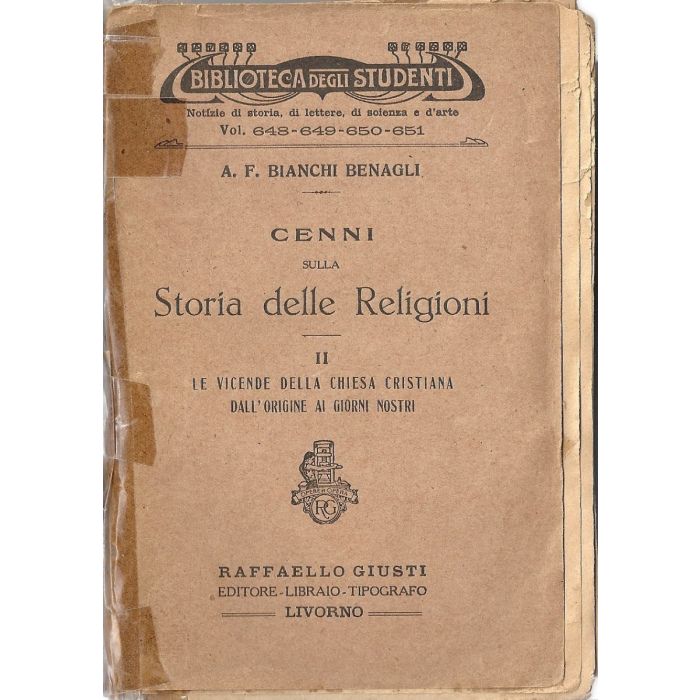 BIBLIOTECA DEGLI STUDENTI
Notizie di storia, di lettere, di scienza e d'arte
Vol. 648-649-650-651
A. F. BIANCHI BENAGLI
CENNI
SULLA
Storia delle Religioni
II
LE VICENDE DELLA CHIESA CRISTIANA
DALL'ORIGINE AI GIORNI NOSTRI
RG
RAFFAELLO GIUSTI
EDITORE-LIBRAIO-TIPOGRAFO
LIVORNO